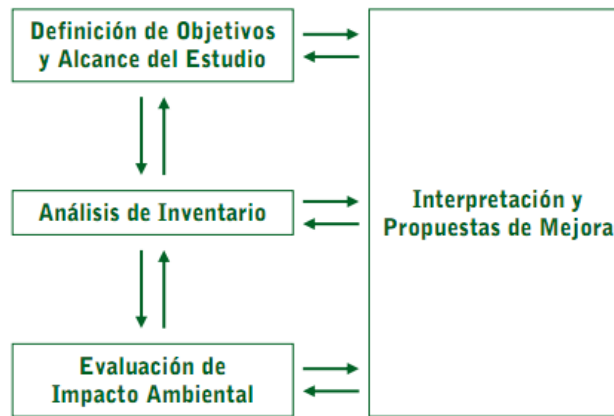 Definición de Objetivos
y Alcance del Estudio
Análisis de Inventario
Interpretación y
Propuestas de Mejora
Evaluación de
Impacto Ambiental